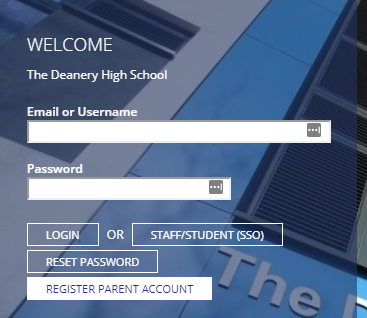 WELCOME
The Deanery High School
Email or Username
Password
LOGIN OR STAFF/STUDENT (SSO)
RESET PASSWORD
REGISTER PARENT ACCOUNT
The